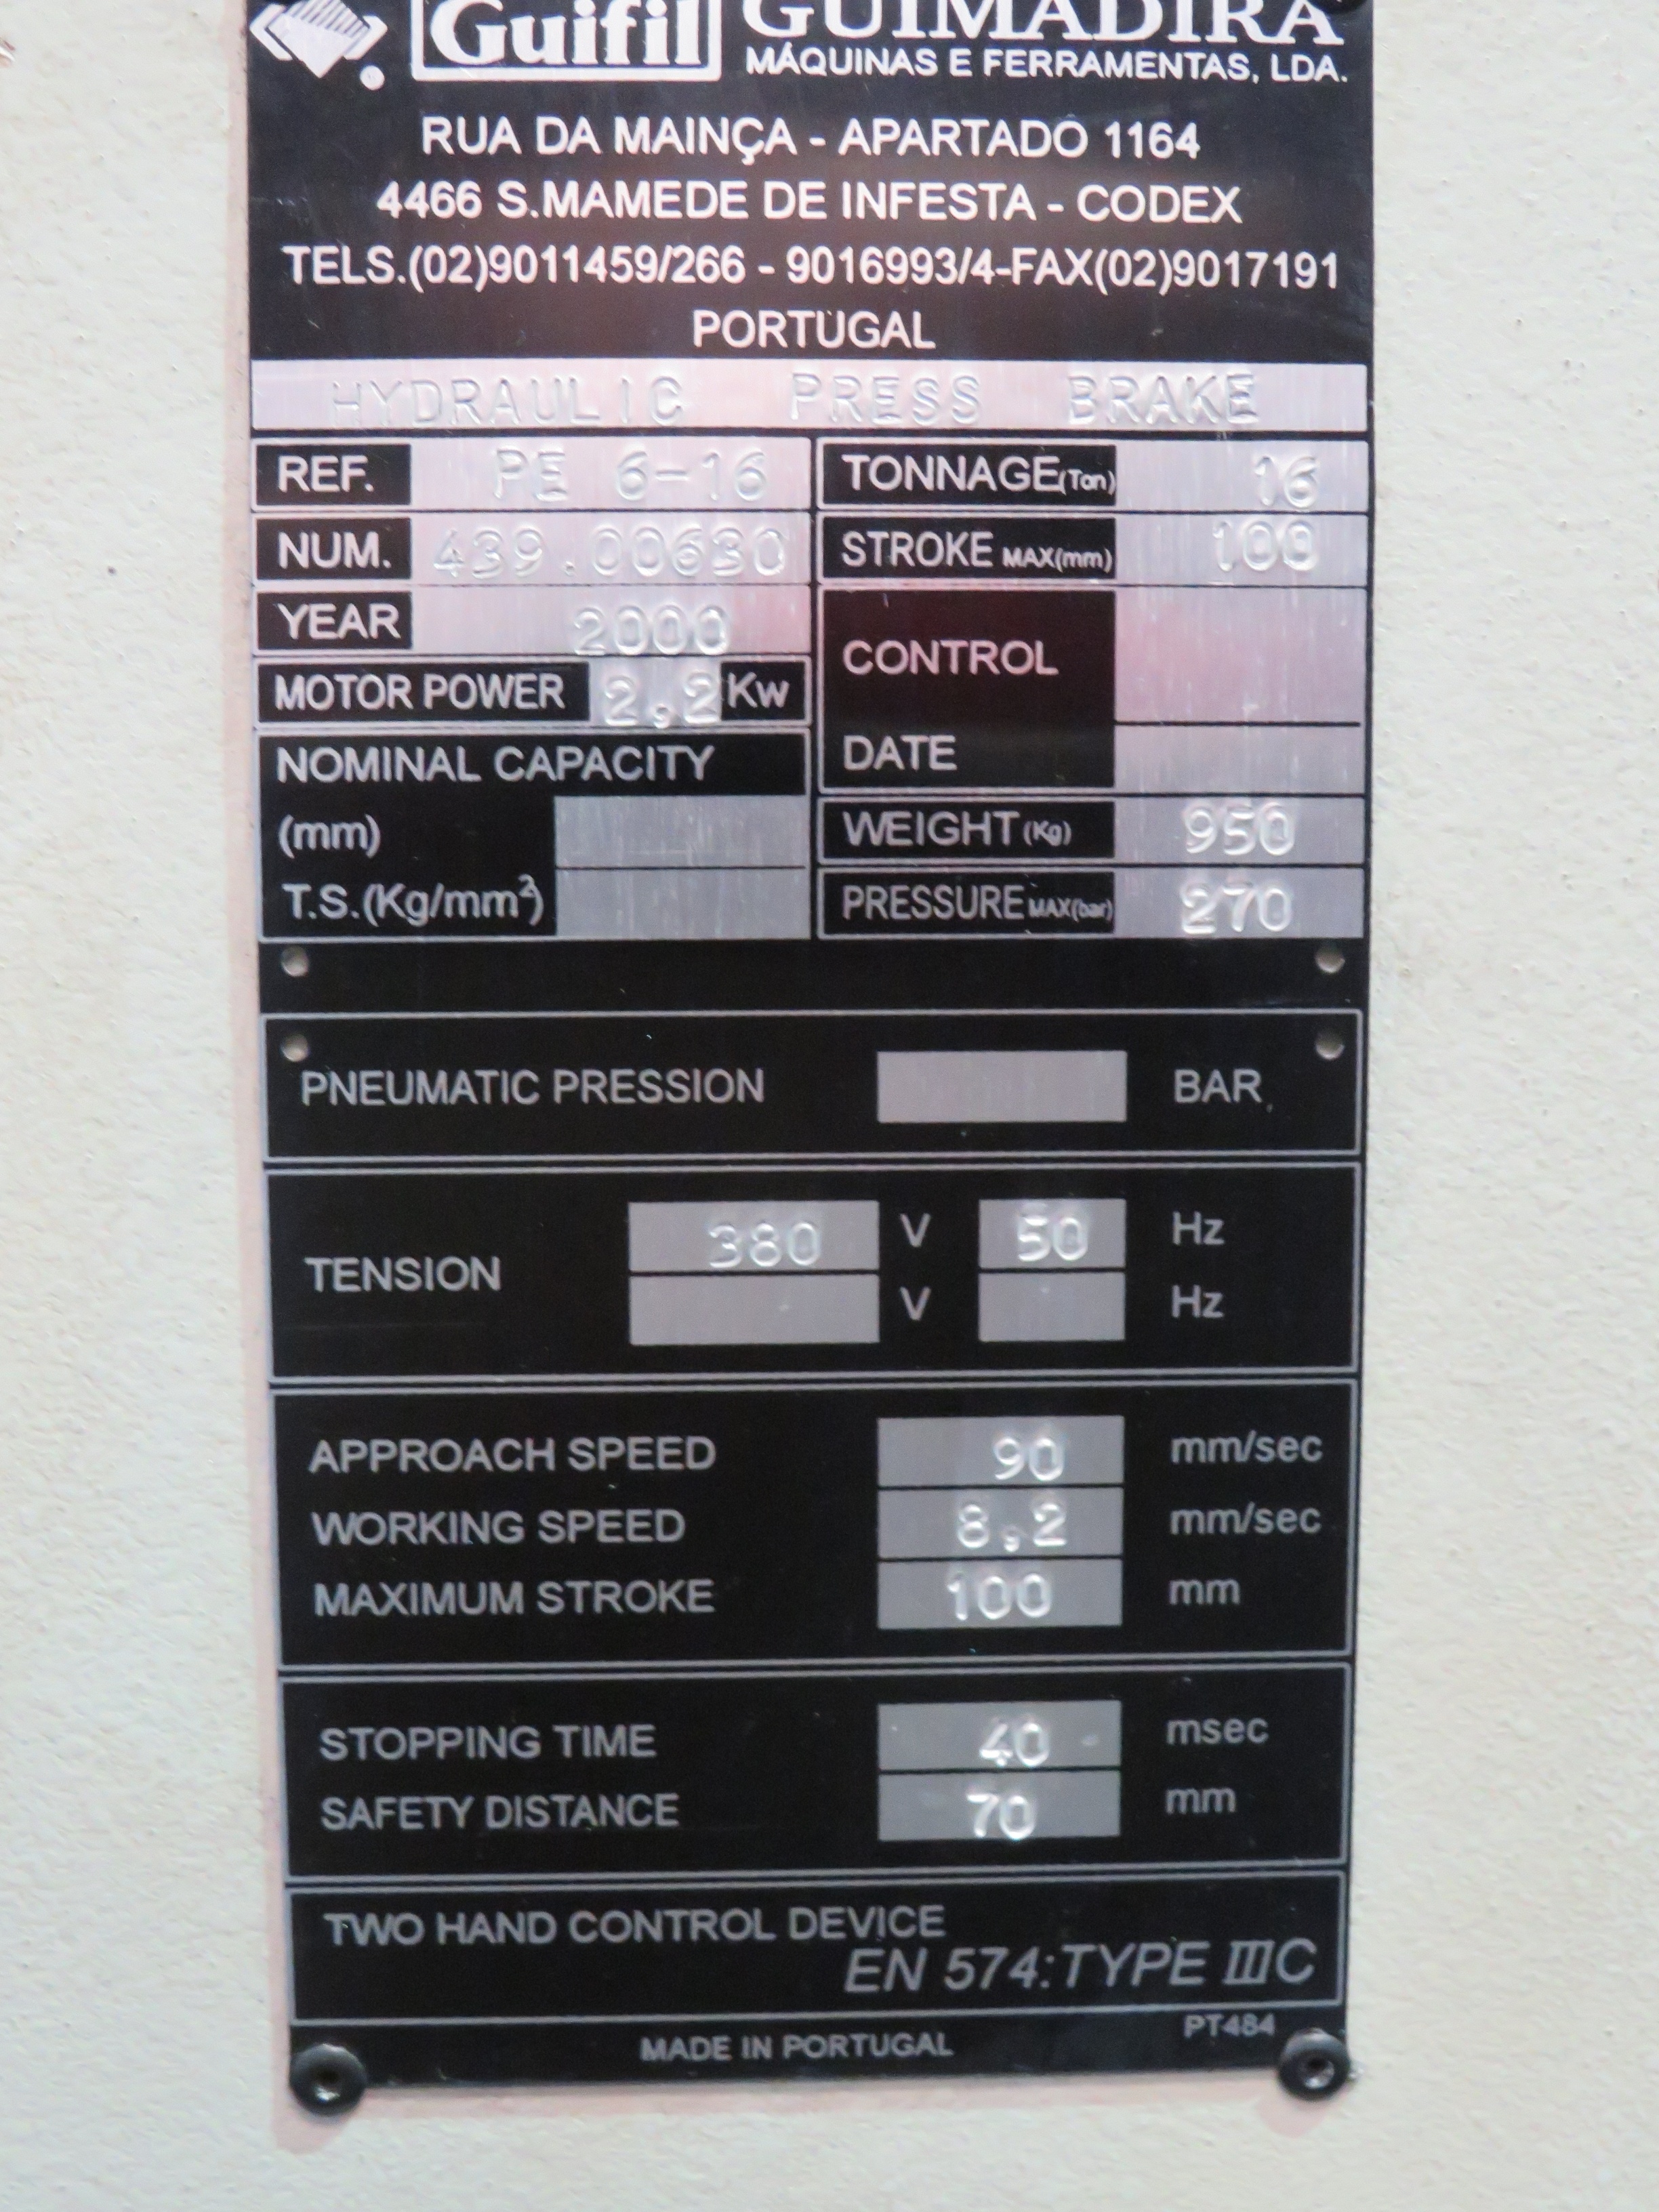 Guifil GUIMADIRA
MÁQUINAS E FERRAMENTAS, LDA.
RUA DA MAINÇA - APARTADO 1164
4466 S.MAMEDE DE INFESTA - CODEX
TELS.(02)9011459/266 - 9016993/4-FAX(02)9017191
PORTUGAL
HYDRAULIC PRESS BRAKE
REF. PE 6-16
NUM. 439.00630
YEAR 2000
MOTOR POWER 2,2 Kw
NOMINAL CAPACITY
(mm)
T.S.(Kg/mm²)
TONNAGE(Ton) 16
STROKE MAX(mm) 100
CONTROL
DATE
WEIGHT (Kg) 950
PRESSURE MAX(bar) 270
PNEUMATIC PRESSION BAR
TENSION 380 V 50 Hz
V Hz
APPROACH SPEED 90 mm/sec
WORKING SPEED 8,2 mm/sec
MAXIMUM STROKE 100 mm
STOPPING TIME 40 msec
SAFETY DISTANCE 70 mm
TWO HAND CONTROL DEVICE
EN 574:TYPE IIIC
PT484
MADE IN PORTUGAL